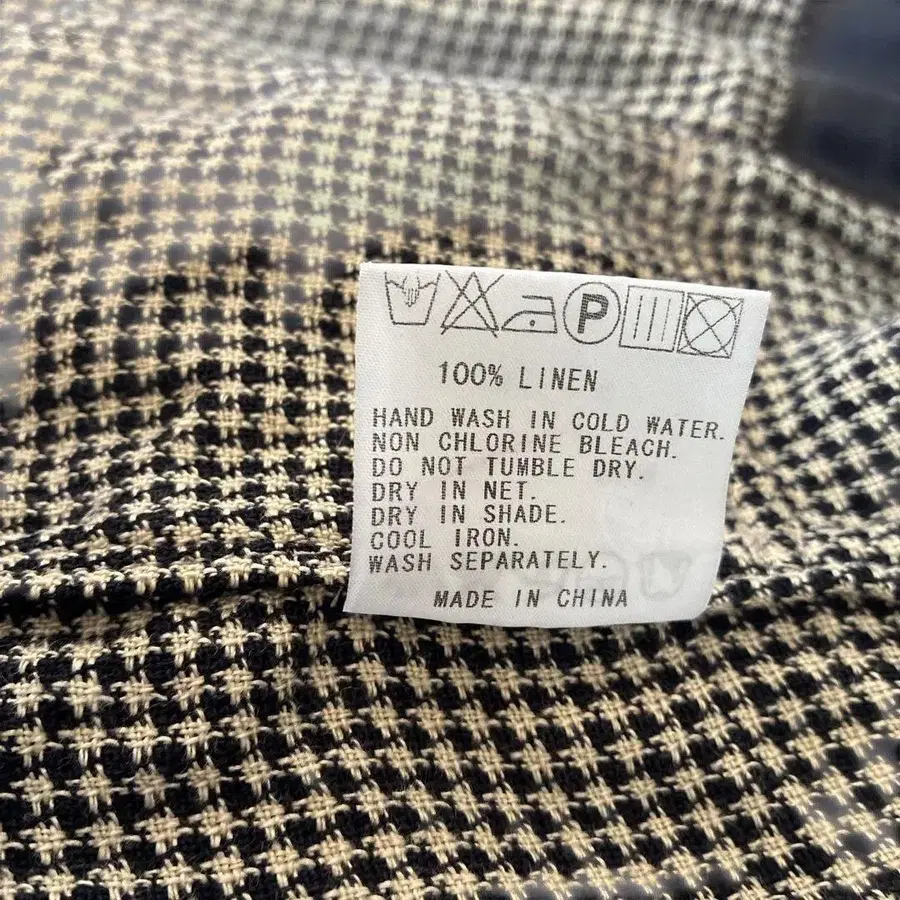 P
100% LINEN
HAND WASH IN COLD WATER.
NON CHLORINE BLEACH.
DO NOT TUMBLE DRY.
DRY IN NET.
DRY IN SHADE.
COOL IRON.
WASH SEPARATELY.
MADE IN CHINA